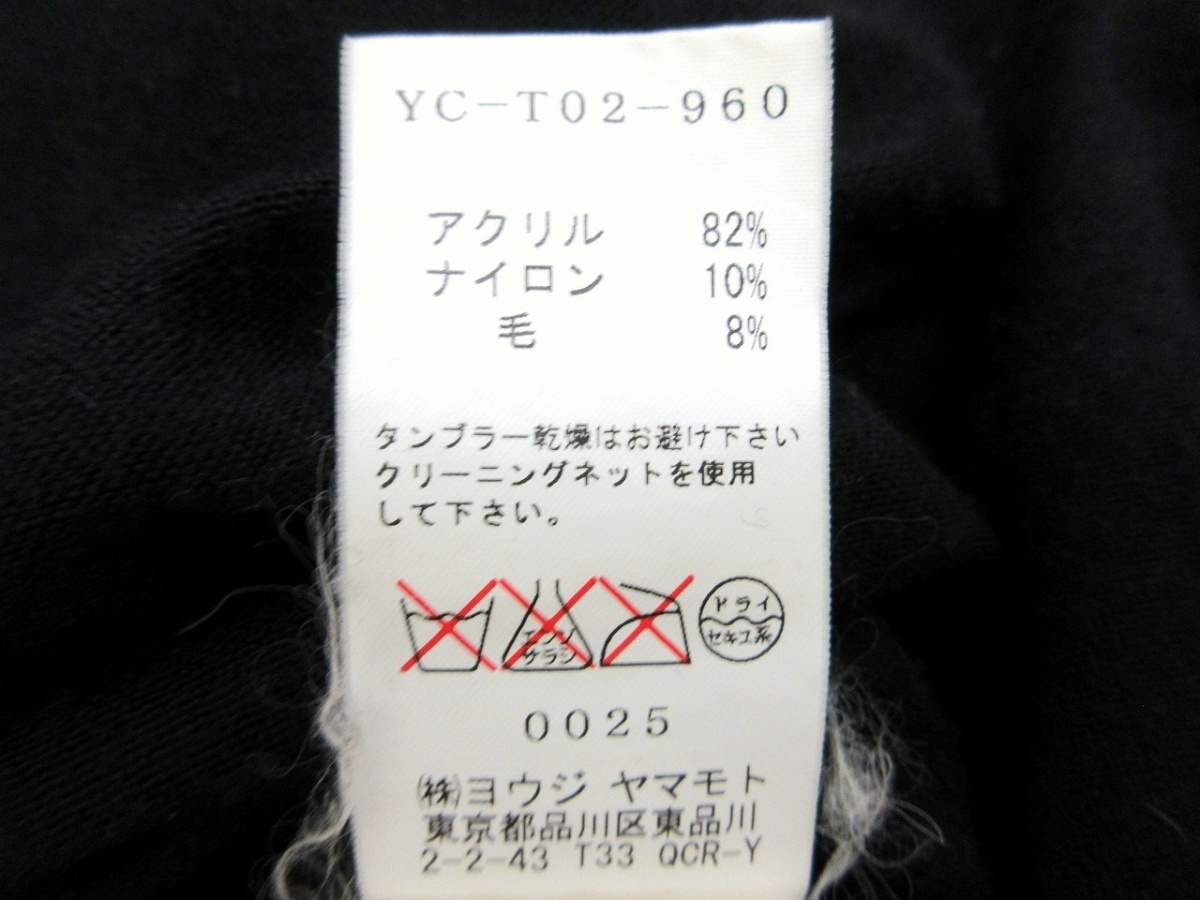 YC-T02-960
アクリル 82%
ナイロン 10%
毛 8%
タンブラー乾燥はお避け下さい
クリーニングネットを使用
して下さい。
エンソ
サラシ
ドライ
セキユ系
0025
㈱ヨウジ ヤマモト
東京都品川区東品川
2-2-43 T33 QCR-Y